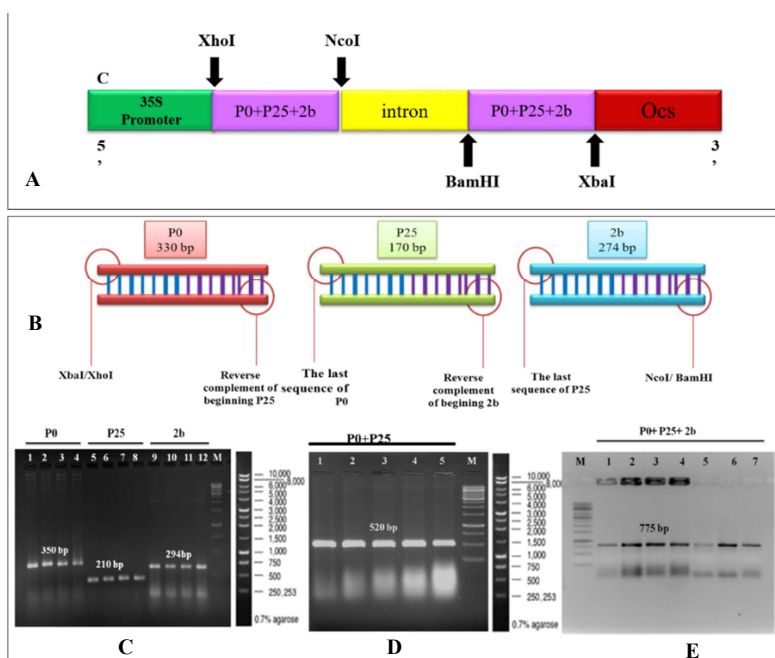 XhoI NcoI
C
35S
Promoter
P0+P25+2b
intron
P0+P25+2b
Ocs
5
,
3
,
A
BamHI XbaI
P0
330 bp
P25
170 bp
2b
274 bp
B
XbaI/XhoI
Reverse
complement of
beginning P25
The last
sequence of
P0
Reverse
complement
of begining 2b
The last
sequence of P25
NcoI/ BamHI
P0 P25 2b
1 2 3 4 5 6 7 8 9 10 11 12 M
350 bp
210 bp
294bp
10,000
8,000
6,000
5,000
4,000
3,000
2,500
2,000
1,500
1,000
750
500
250, 253
0.7% agarose
C
P0+P25
1 2 3 4 5 M
520 bp
10,000
8,000
6,000
5,000
4,000
3,000
2,500
2,000
1,500
1,000
750
500
250, 253
0.7% agarose
D
P0+ P25+ 2b
M 1 2 3 4 5 6 7
775 bp
E